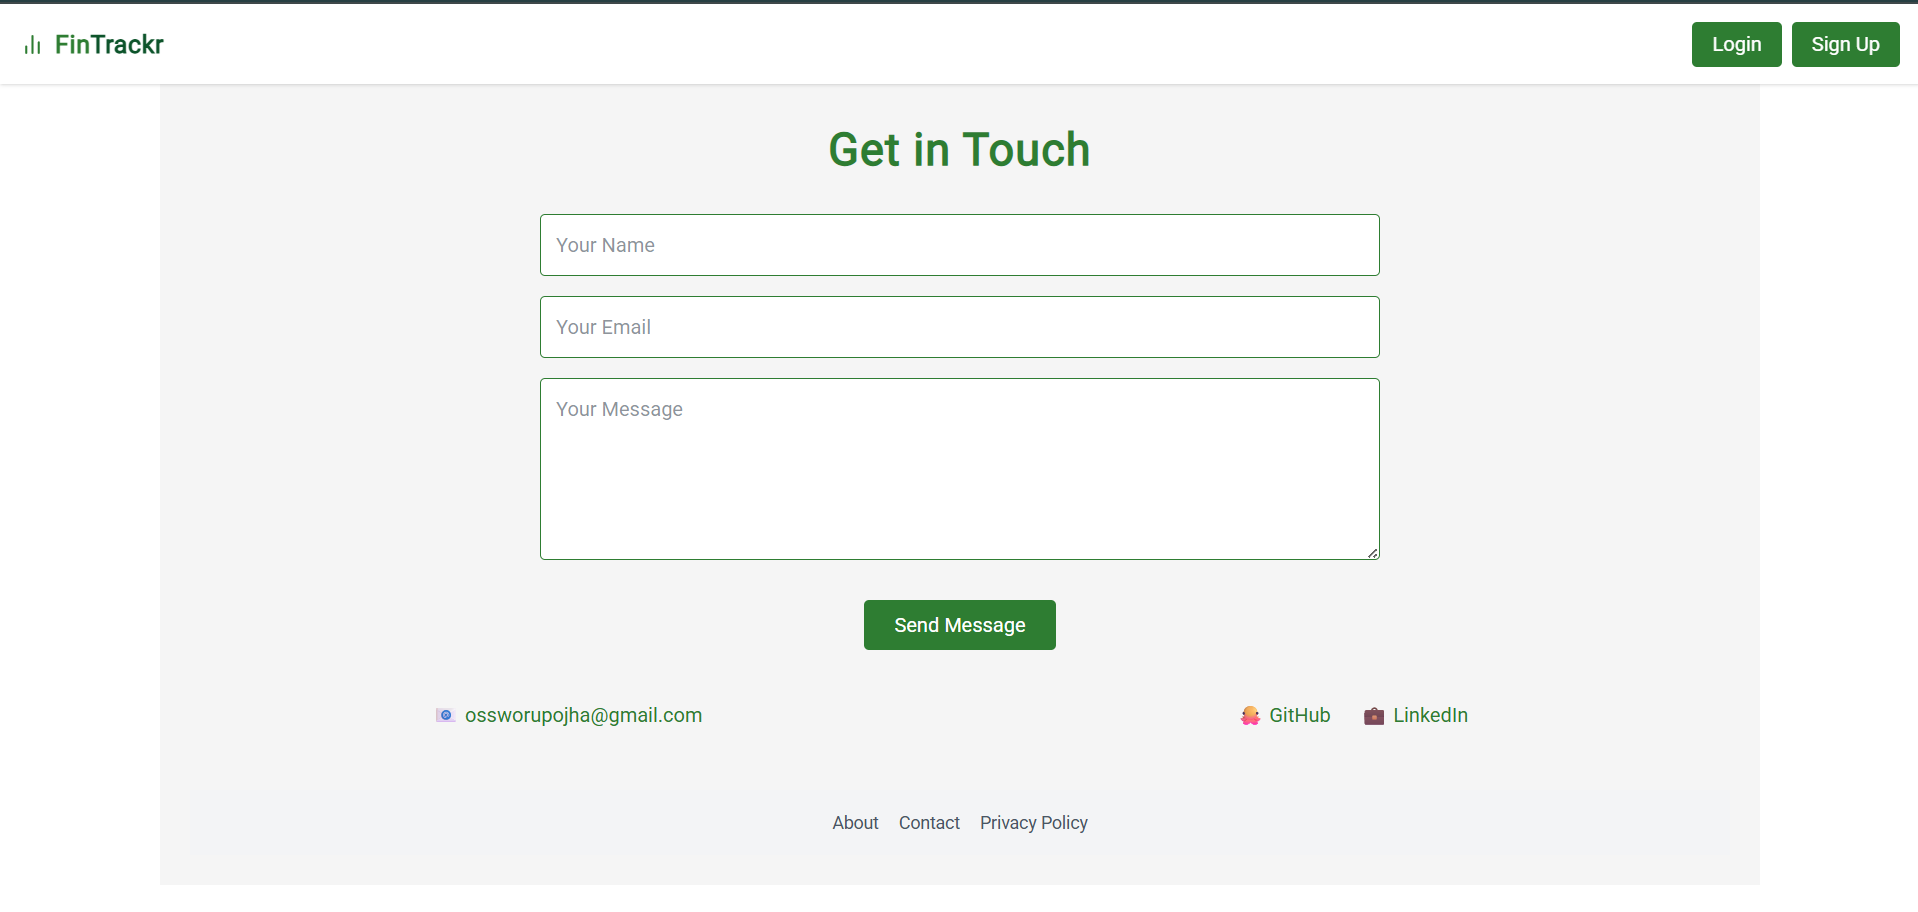 FinTrackr
Login
Sign Up
Get in Touch
Your Name
Your Email
Your Message
Send Message
ossworupojha@gmail.com
GitHub
LinkedIn
About
Contact
Privacy Policy